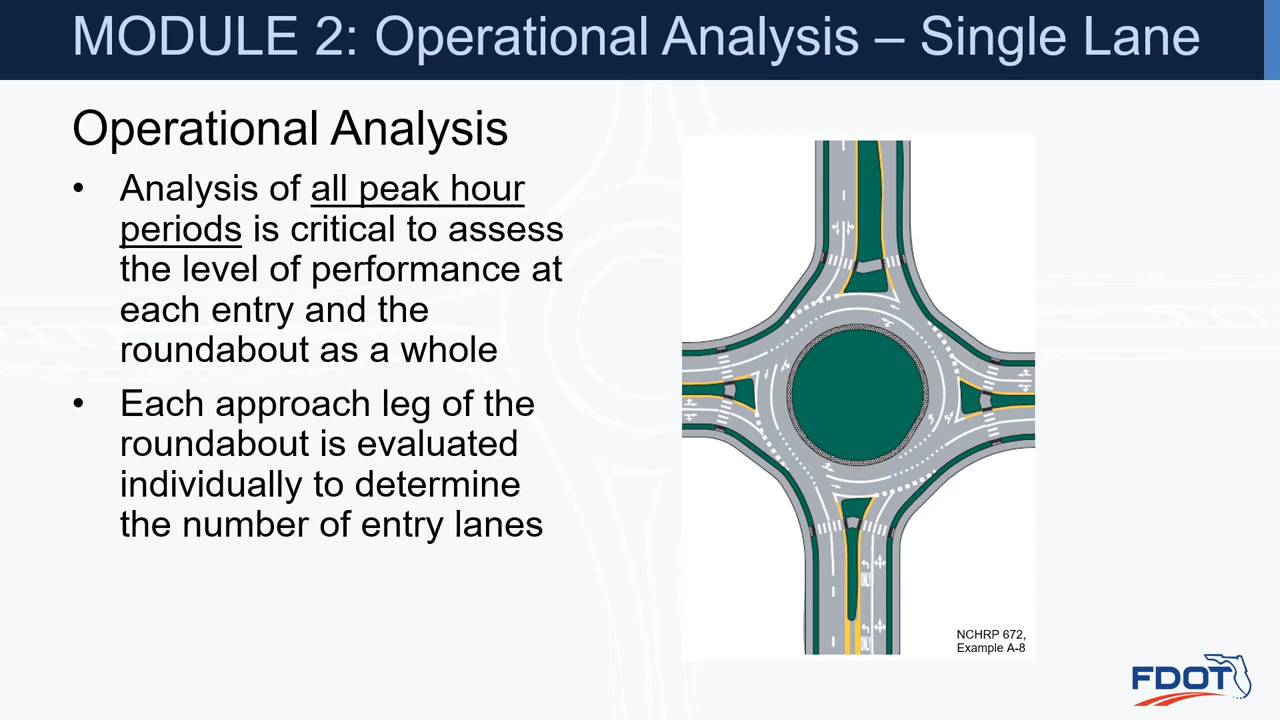 MODULE 2: Operational Analysis – Single Lane
Operational Analysis
• Analysis of all peak hour
periods is critical to assess
the level of performance at
each entry and the
roundabout as a whole
• Each approach leg of the
roundabout is evaluated
individually to determine
the number of entry lanes
ONLY
ONLY
NCHRP 672,
Example A-8
FDOT